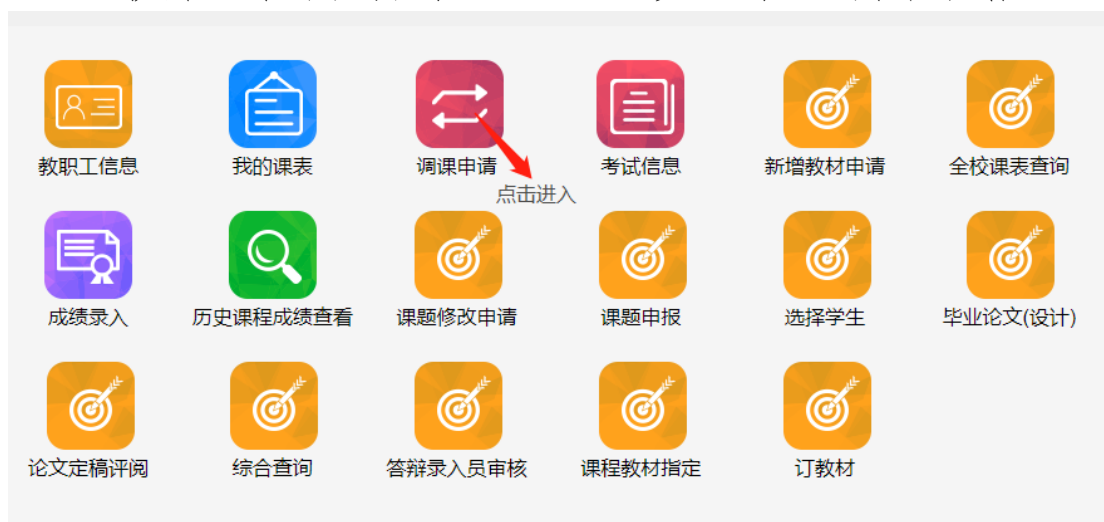 教职工信息 我的课表 调课申请 考试信息 新增教材申请 全校课表查询
点击进入
成绩录入 历史课程成绩查看 课题修改申请 课题申报 选择学生 毕业论文(设计)
论文定稿评阅 综合查询 答辩录入员审核 课程教材指定 订教材